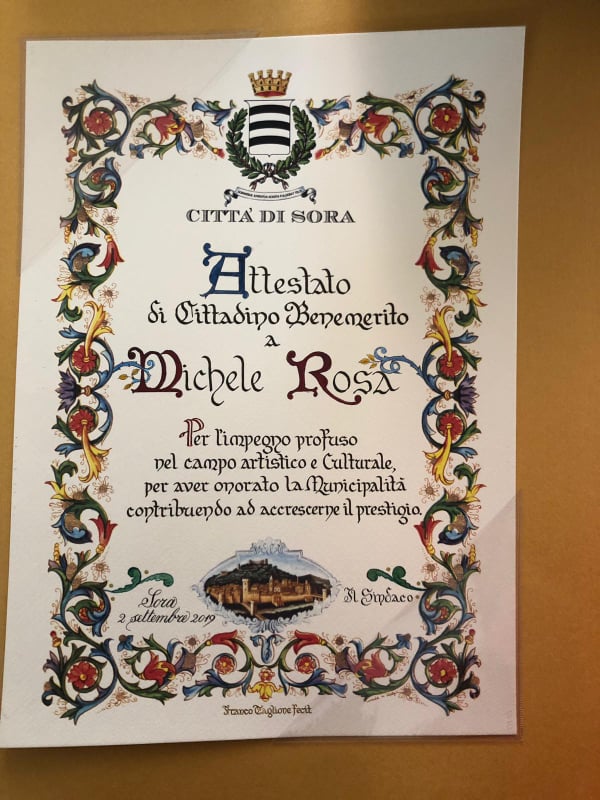 CITTÀ DI SORA
Attestato
di Cittadino Benemerito
a
Michele Rosa
Per l'impegno profuso
nel campo artistico e Culturale,
per aver onorato la Municipalità
contribuendo ad accrescerne il prestigio.
Sora
2 settembre 2019
Il Sindaco
Franco Taglione Fecit